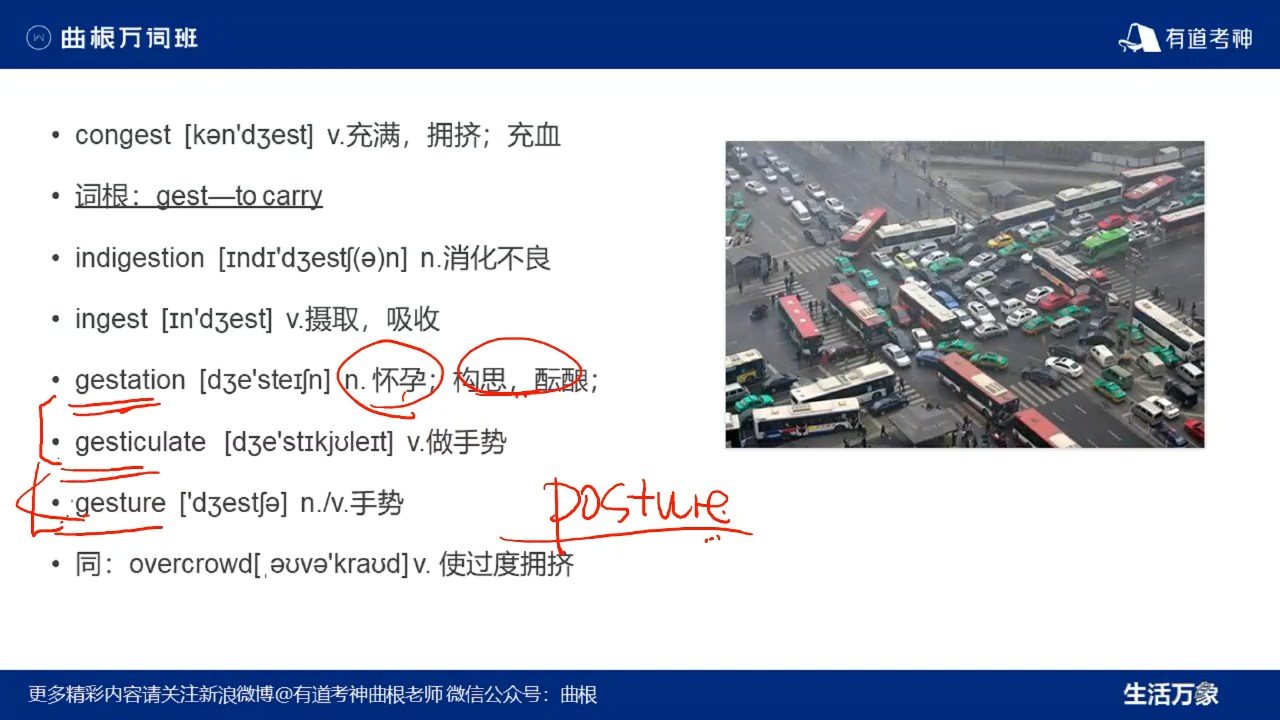 曲根万词班
有道考神
congest [kən'dʒest] v.充满，拥挤；充血
词根：gest—to carry
indigestion [ɪndɪ'dʒestʃ(ə)n] n.消化不良
ingest [ɪn'dʒest] v.摄取，吸收
gestation [dʒe'steɪʃn] n. 怀孕；构思，酝酿；
gesticulate [dʒe'stɪkjʊleɪt] v.做手势
gesture ['dʒestʃə] n./v.手势
posture
同：overcrowd[ˌəʊvə'kraʊd] v. 使过度拥挤
更多精彩内容请关注新浪微博@有道考神曲根老师 微信公众号：曲根
生活万象